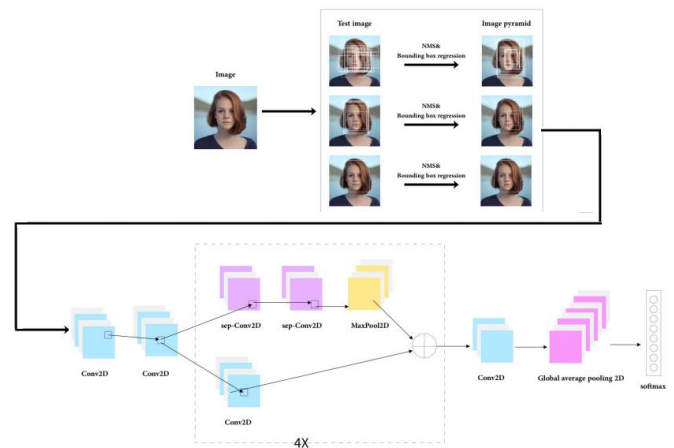 Test image
Image pyramid
NMS&
Bounding box regression
Image
NMS&
Bounding box regression
NMS&
Bounding box regression
sep-Conv2D
sep-Conv2D
MaxPool2D
Conv2D
Conv2D
Conv2D
Global average pooling 2D
softmax
Conv2D
4X